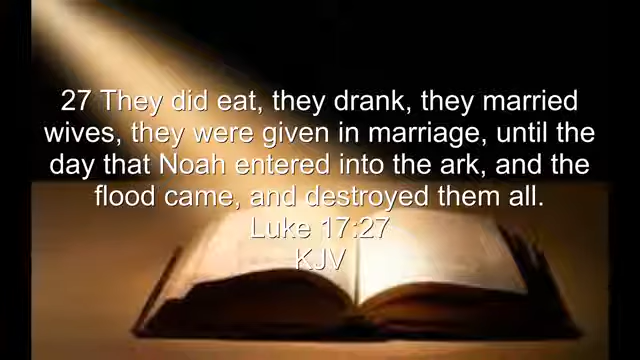 27 They did eat, they drank, they married
wives, they were given in marriage, until the
day that Noah entered into the ark, and the
flood came, and destroyed them all.
Luke 17:27
KJV